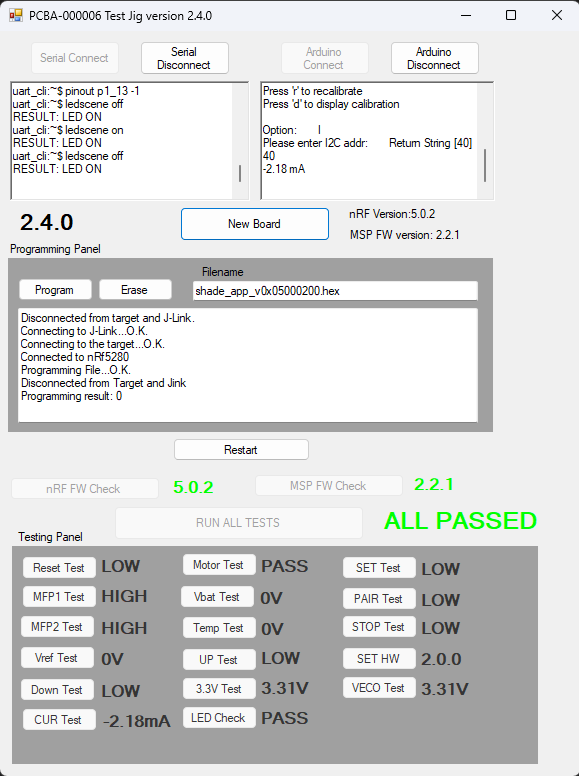 PCBA-000006 Test Jig version 2.4.0
Serial Connect
Serial
Disconnect
Arduino
Connect
Arduino
Disconnect
uart_cli:~$ pinout p1_13 -1
uart_cli:~$ ledscene off
RESULT: LED ON
uart_cli:~$ ledscene on
RESULT: LED ON
uart_cli:~$ ledscene off
RESULT: LED ON
Press 'r' to recalibrate
Press 'd' to display calibration
Option: I
Please enter I2C addr: Return String [40]
40
-2.18 mA
2.4.0
New Board
nRF Version:5.0.2
MSP FW version: 2.2.1
Programming Panel
Program
Erase
Filename
shade_app_v0x05000200.hex
Disconnected from target and J-Link.
Connecting to J-Link...O.K.
Connecting to the target...O.K.
Connected to nRf5280
Programming File...O.K.
Disconnected from Target and Jink
Programming result: 0
Restart
nRF FW Check
5.0.2
MSP FW Check
2.2.1
RUN ALL TESTS
ALL PASSED
Testing Panel
Reset Test LOW
Motor Test PASS
SET Test LOW
MFP1 Test HIGH
Vbat Test 0V
PAIR Test LOW
MFP2 Test HIGH
Temp Test 0V
STOP Test LOW
Vref Test 0V
UP Test LOW
SET HW 2.0.0
Down Test LOW
3.3V Test 3.31V
VECO Test 3.31V
CUR Test -2.18mA
LED Check PASS